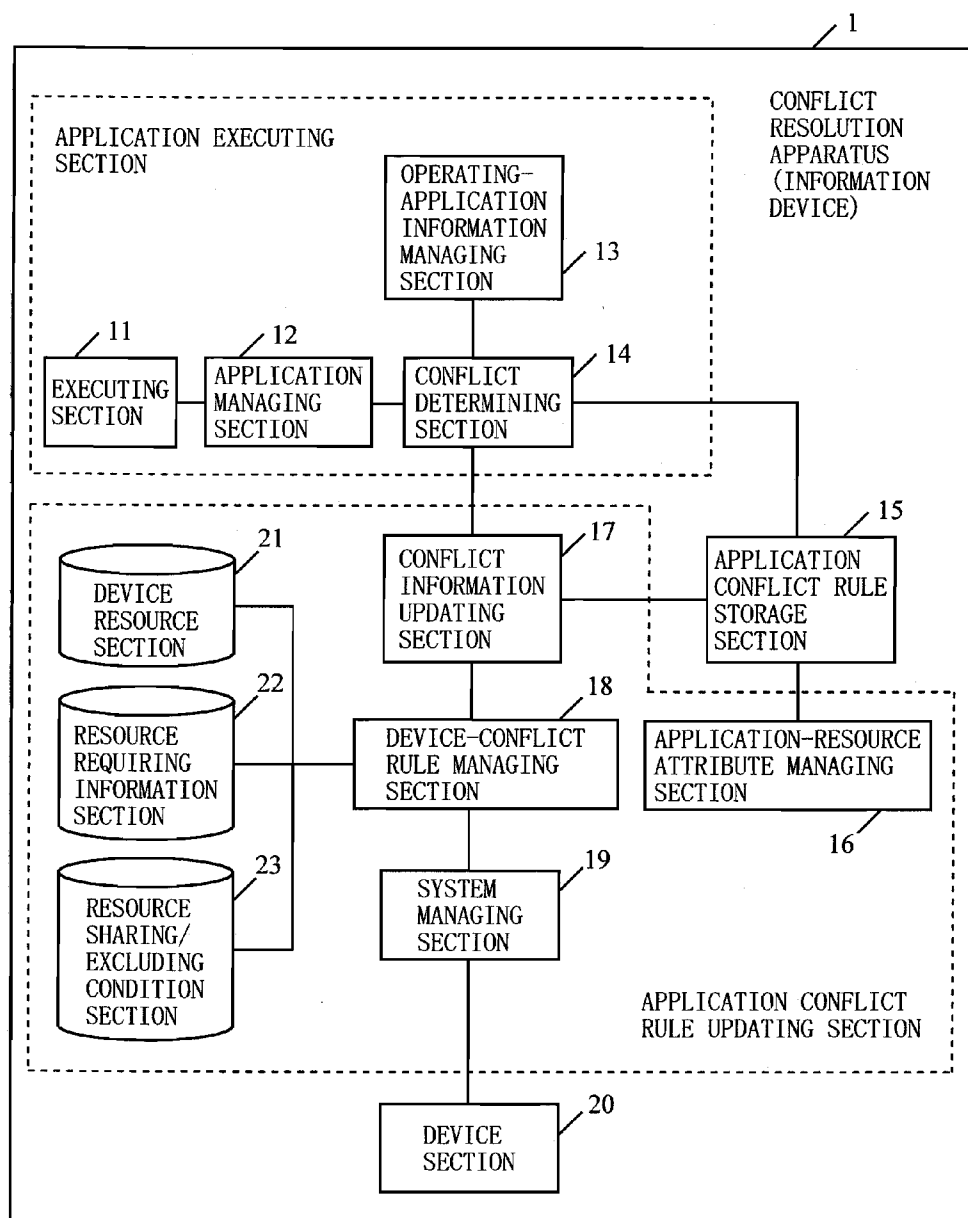 1
CONFLICT
RESOLUTION
APPARATUS
(INFORMATION
DEVICE)
APPLICATION EXECUTING
SECTION
OPERATING-
APPLICATION
INFORMATION
MANAGING
SECTION
13
11
EXECUTING
SECTION
12
APPLICATION
MANAGING
SECTION
14
CONFLICT
DETERMINING
SECTION
15
APPLICATION
CONFLICT RULE
STORAGE
SECTION
17
CONFLICT
INFORMATION
UPDATING
SECTION
21
DEVICE
RESOURCE
SECTION
22
RESOURCE
REQUIRING
INFORMATION
SECTION
18
DEVICE-CONFLICT
RULE MANAGING
SECTION
APPLICATION-RESOURCE
ATTRIBUTE MANAGING
SECTION
16
23
RESOURCE
SHARING/
EXCLUDING
CONDITION
SECTION
19
SYSTEM
MANAGING
SECTION
APPLICATION CONFLICT
RULE UPDATING SECTION
20
DEVICE
SECTION